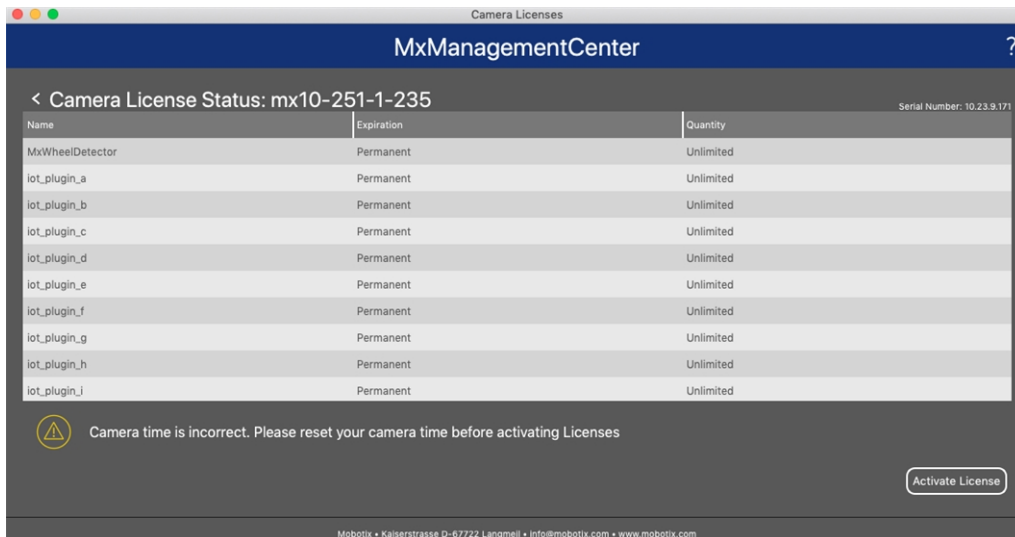 Camera Licenses
MxManagementCenter ?
< Camera License Status: mx10-251-1-235
Serial Number: 10.23.9.171
Name Expiration Quantity
MxWheelDetector Permanent Unlimited
iot_plugin_a Permanent Unlimited
iot_plugin_b Permanent Unlimited
iot_plugin_c Permanent Unlimited
iot_plugin_d Permanent Unlimited
iot_plugin_e Permanent Unlimited
iot_plugin_f Permanent Unlimited
iot_plugin_g Permanent Unlimited
iot_plugin_h Permanent Unlimited
iot_plugin_i Permanent Unlimited
Camera time is incorrect. Please reset your camera time before activating Licenses
Activate License
Mobotix • Kaiserstrasse D-67722 Langmeil • info@mobotix.com • www.mobotix.com